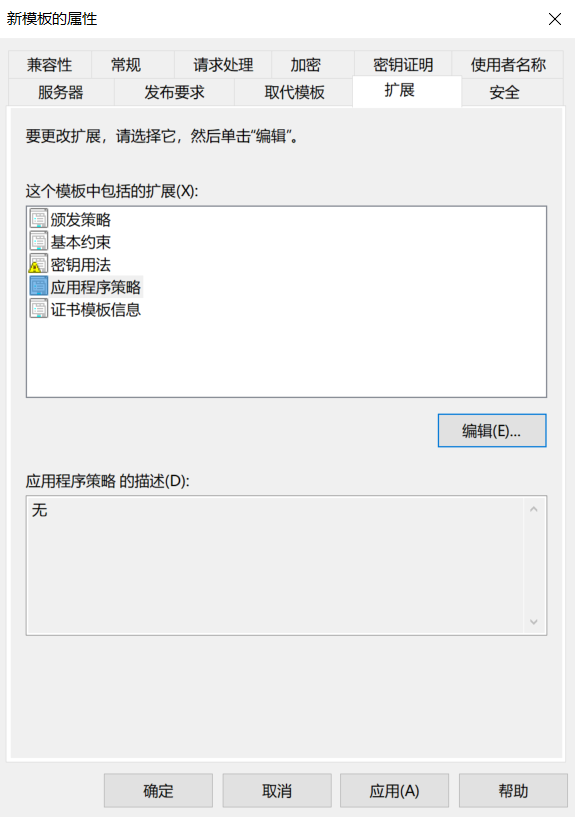 新模板的属性
兼容性 常规 请求处理 加密 密钥证明 使用者名称
服务器 发布要求 取代模板 扩展 安全
要更改扩展，请选择它，然后单击“编辑”。
这个模板中包括的扩展(X):
颁发策略
基本约束
密钥用法
应用程序策略
证书模板信息
编辑(E)...
应用程序策略 的描述(D):
无
确定 取消 应用(A) 帮助